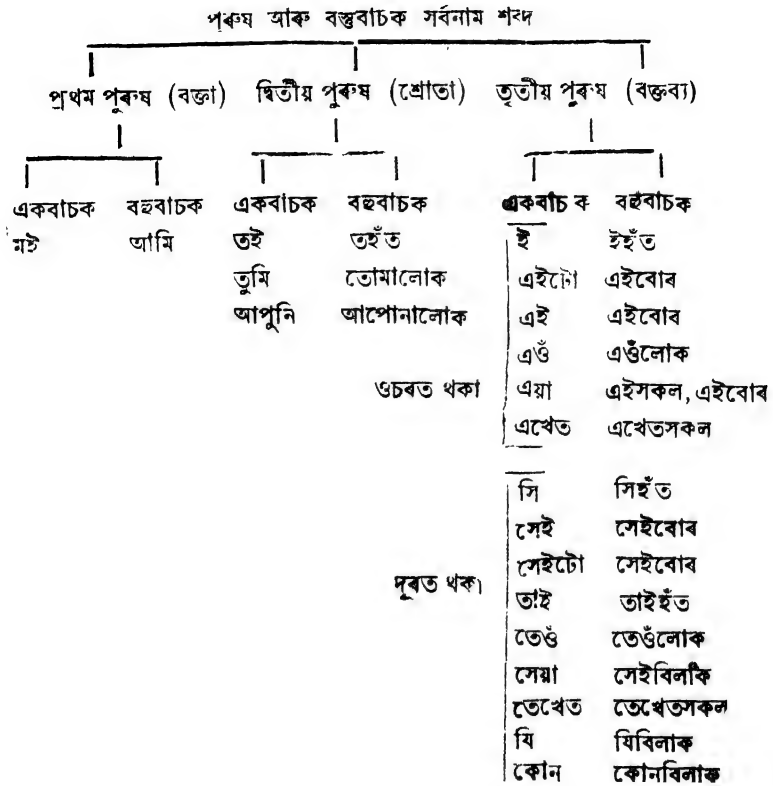 পুৰুষ আৰু বস্তুবাচক সৰ্বনাম শব্দ
প্ৰথম পুৰুষ (বক্তা) দ্বিতীয় পুৰুষ (শ্ৰোতা) তৃতীয় পুৰুষ (বক্তব্য)
একবাচক বহুবাচক একবাচক বহুবাচক একবাচক বহুবাচক
মই আমি তই তহঁত ই ইহঁত
তুমি তোমালোক এইটো এইবোৰ
আপুনি আপোনালোক এই এইবোৰ
এওঁ এওঁলোক
ওচৰত থকা এয়া এইসকল, এইবোৰ
এখেত এখেতসকল
সি সিহঁত
সেই সেইবোৰ
দূৰত থকা সেইটো সেইবোৰ
তাই তাইহঁত
তেওঁ তেওঁলোক
সেয়া সেইবিলাক
তেখেত তেখেতসকল
যি যিবিলাক
কোন কোনবিলাক